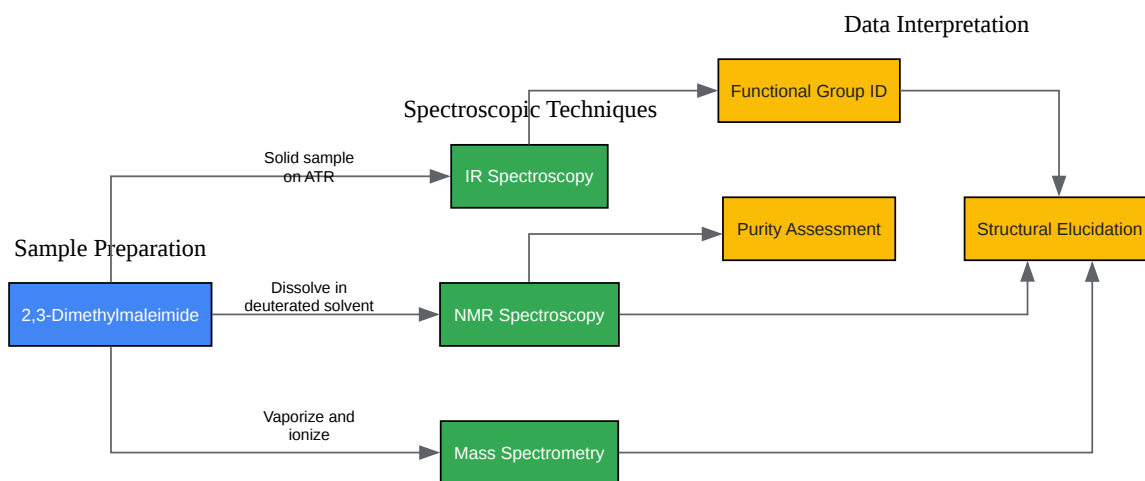 Data Interpretation
Functional Group ID
Spectroscopic Techniques
Solid sample
on ATR
IR Spectroscopy
Purity Assessment
Structural Elucidation
Sample Preparation
2,3-Dimethylmaleimide
Dissolve in
deuterated solvent
NMR Spectroscopy
Vaporize and
ionize
Mass Spectrometry